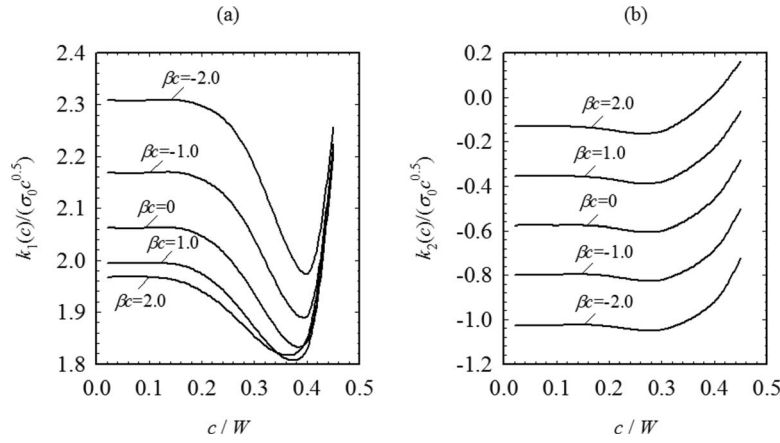 (a)
k₁(c)/(σ₀c⁰·⁵)
2.4
2.3
2.2
2.1
2.0
1.9
1.8
βc=-2.0
βc=-1.0
βc=0
βc=1.0
βc=2.0
0.0 0.1 0.2 0.3 0.4 0.5
c / W
(b)
k₂(c)/(σ₀c⁰·⁵)
0.0
-0.2
-0.4
-0.6
-0.8
-1.0
-1.2
βc=2.0
βc=1.0
βc=0
βc=-1.0
βc=-2.0
0.0 0.1 0.2 0.3 0.4 0.5
c / W